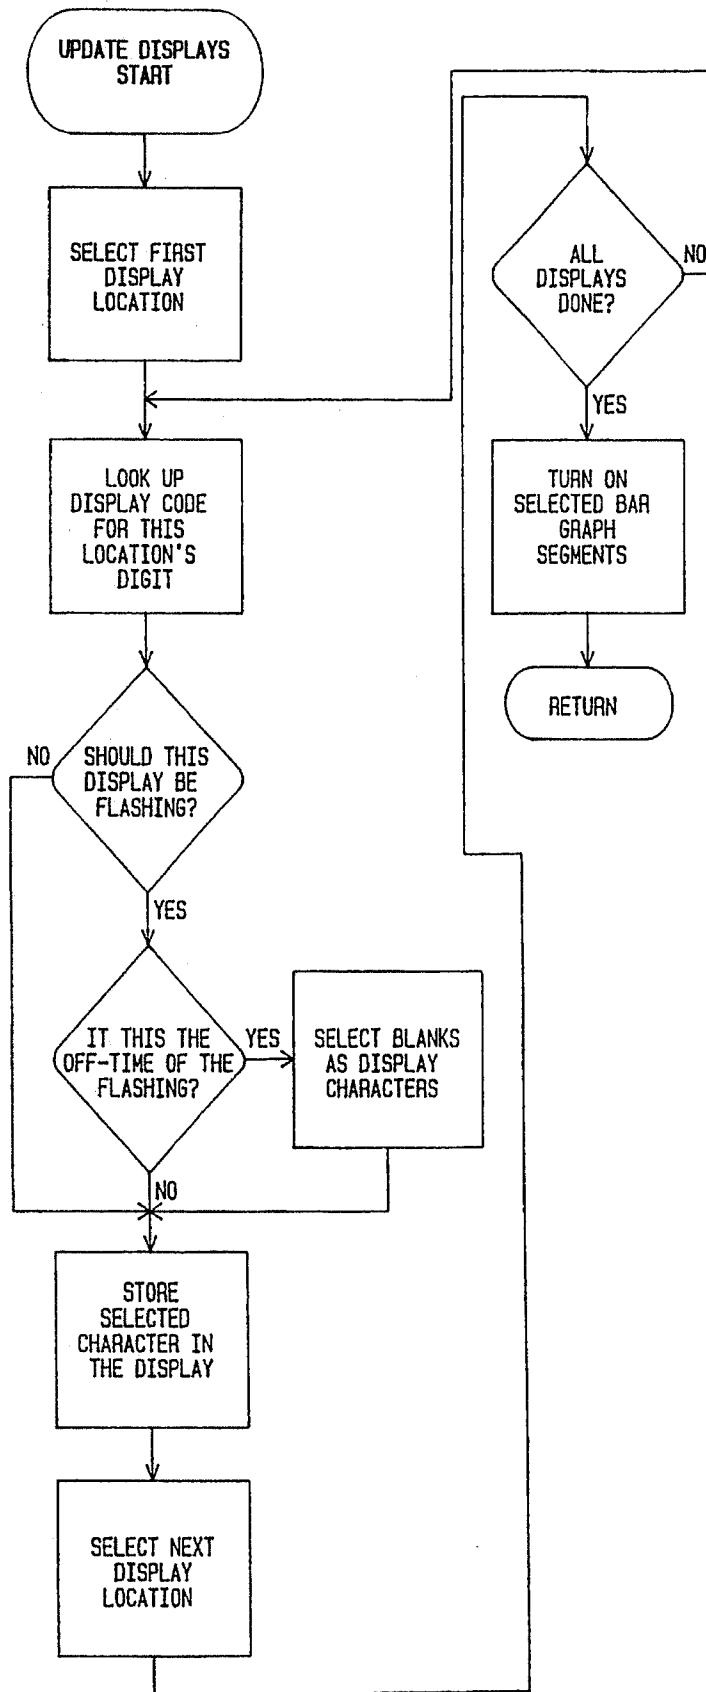 UPDATE DISPLAYS
START
SELECT FIRST
DISPLAY
LOCATION
LOOK UP
DISPLAY CODE
FOR THIS
LOCATION'S
DIGIT
NO
SHOULD THIS
DISPLAY BE
FLASHING?
YES
IT THIS THE
OFF-TIME OF THE
FLASHING?
YES
SELECT BLANKS
AS DISPLAY
CHARACTERS
NO
STORE
SELECTED
CHARACTER IN
THE DISPLAY
SELECT NEXT
DISPLAY
LOCATION
ALL
DISPLAYS
DONE?
NO
YES
TURN ON
SELECTED BAR
GRAPH
SEGMENTS
RETURN